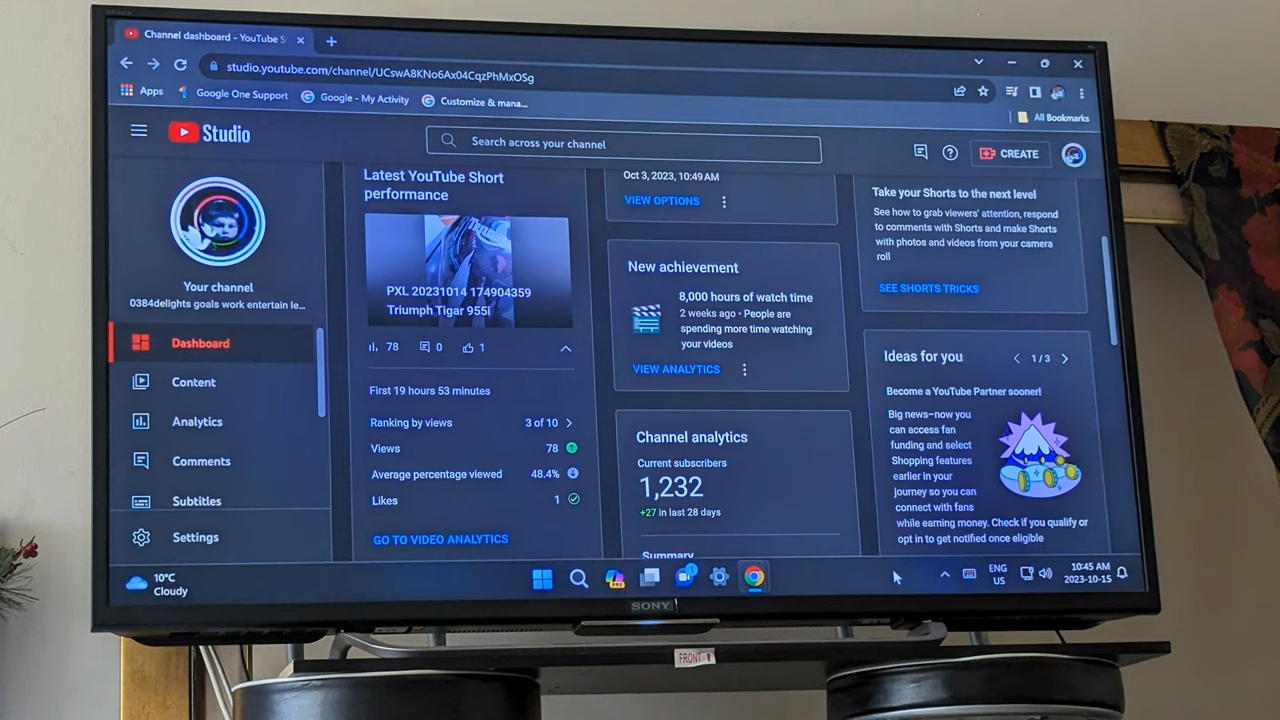 Channel dashboard - YouTube S
studio.youtube.com/channel/UCswA8KNo6Ax04CqzPhMxOSg
Apps
Google One Support
Google - My Activity
Customize & mana...
All Bookmarks
Studio
Search across your channel
CREATE
Your channel
0384delights goals work entertain le...
Dashboard
Content
Analytics
Comments
Subtitles
Settings
Latest YouTube Short
performance
PXL 20231014 174904359
Triumph Tigar 955i
78
0
1
First 19 hours 53 minutes
Ranking by views 3 of 10
Views 78
Average percentage viewed 48.4%
Likes 1
GO TO VIDEO ANALYTICS
Oct 3, 2023, 10:49 AM
VIEW OPTIONS
New achievement
8,000 hours of watch time
2 weeks ago • People are
spending more time watching
your videos
VIEW ANALYTICS
Channel analytics
Current subscribers
1,232
+27 in last 28 days
Summary
Take your Shorts to the next level
See how to grab viewers' attention, respond
to comments with Shorts and make Shorts
with photos and videos from your camera
roll
SEE SHORTS TRICKS
Ideas for you
1 / 3
Become a YouTube Partner sooner!
Big news–now you
can access fan
funding and select
Shopping features
earlier in your
journey so you can
connect with fans
while earning money. Check if you qualify or
opt in to get notified once eligible
10°C
Cloudy
PRE
1
ENG
US
10:45 AM
2023-10-15
SONY
FRONT